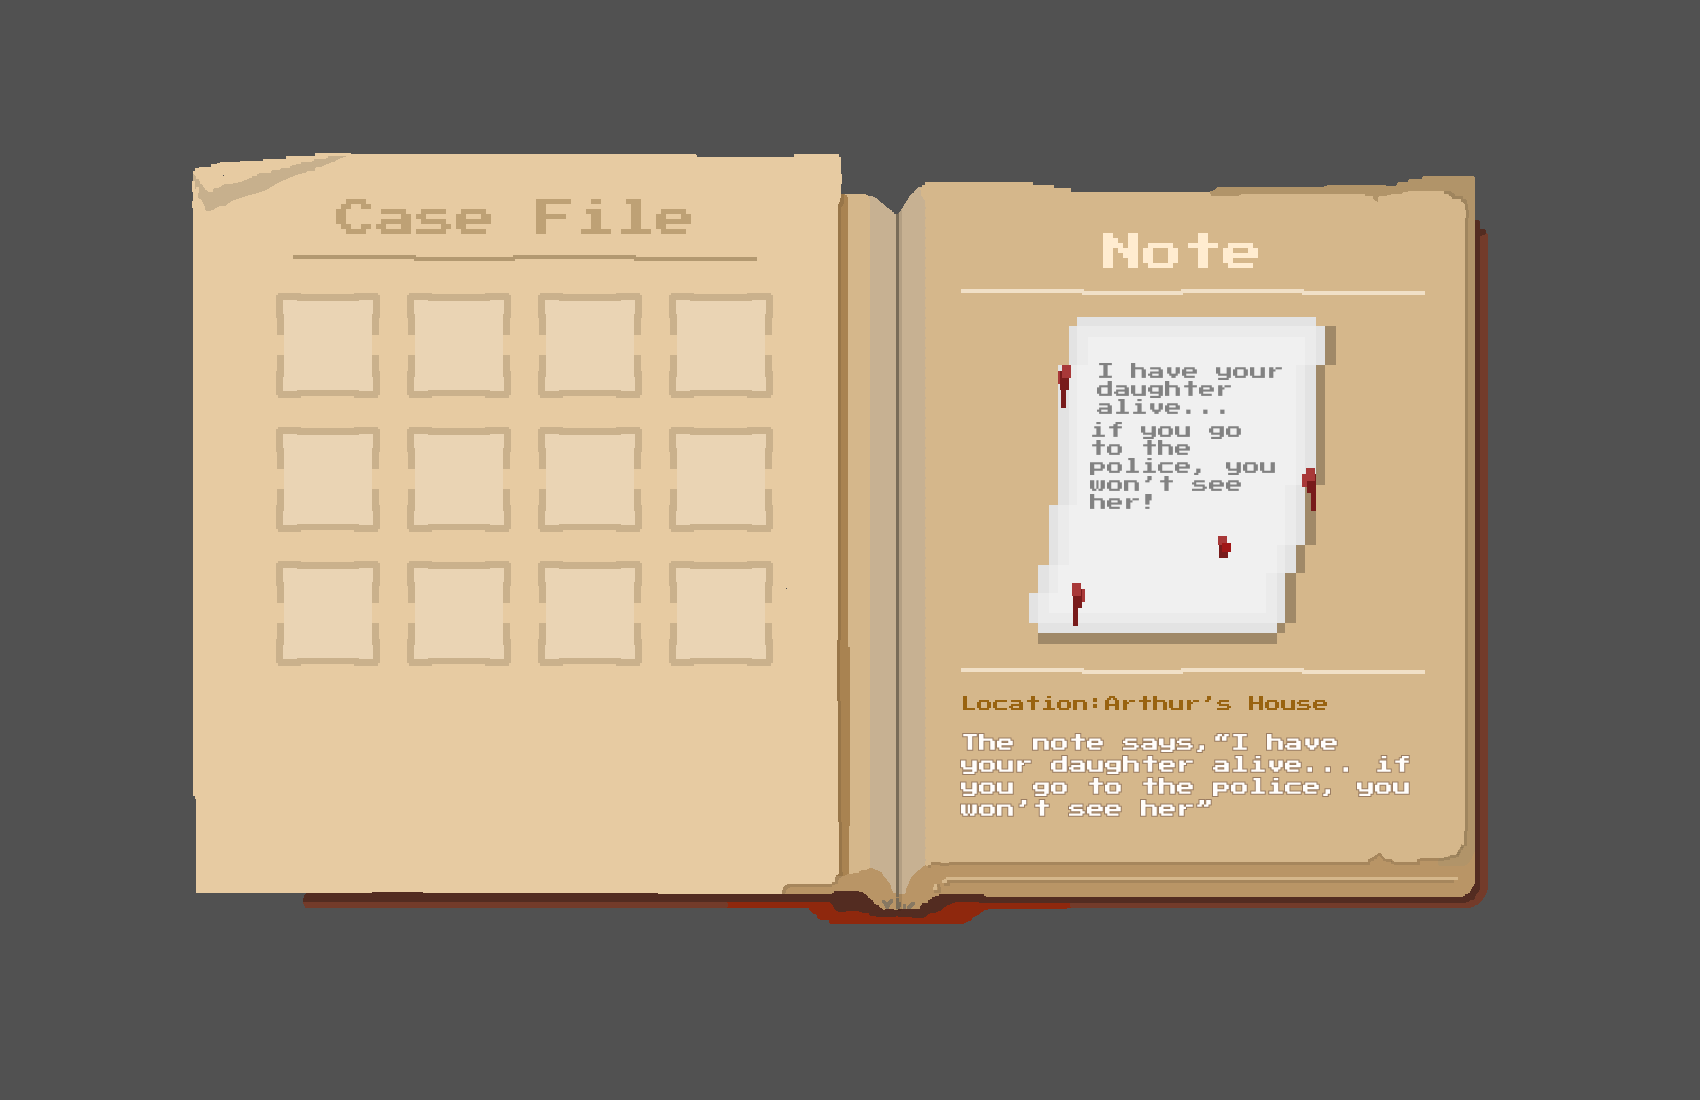 Case File
Note
I have your
daughter
alive...
if you go
to the
police, you
won't see
her!
Location:Arthur's House
The note says,“I have
your daughter alive... if
you go to the police, you
won't see her”